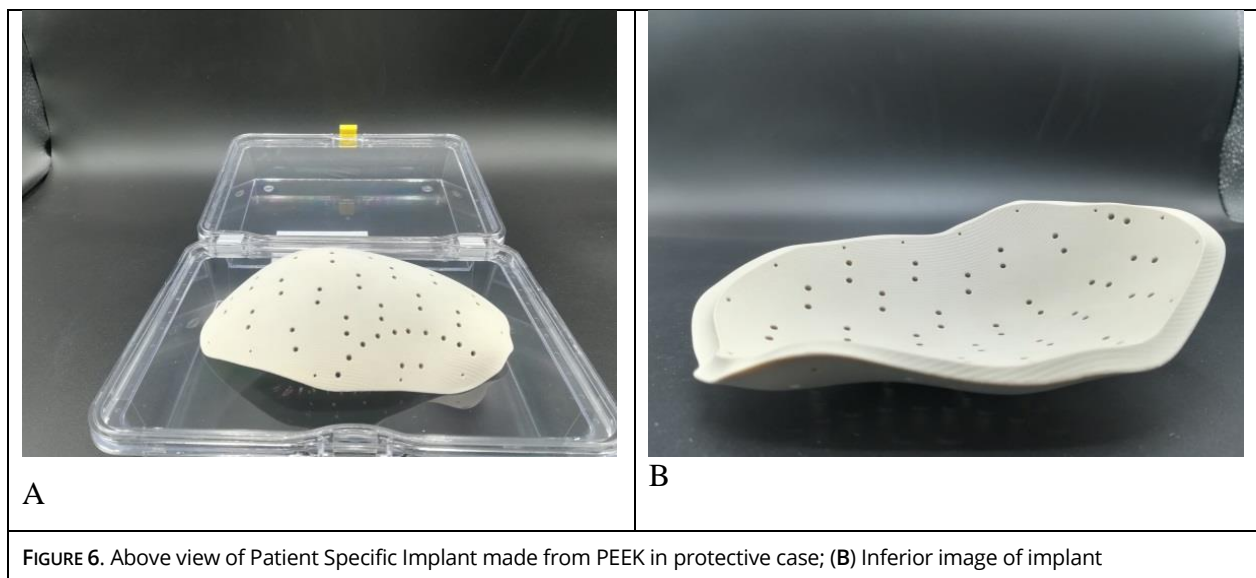 A
B
FIGURE 6. Above view of Patient Specific Implant made from PEEK in protective case; (B) Inferior image of implant